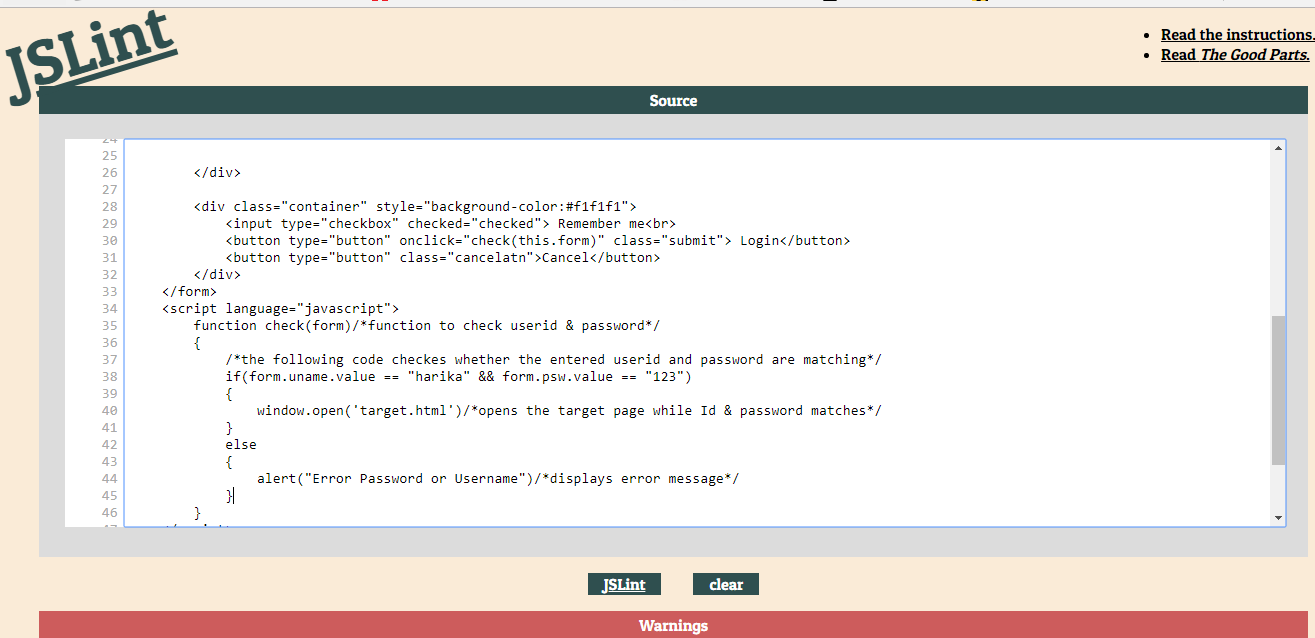 JSLint
Read the instructions.
Read The Good Parts.
Source
24
25
26 </div>
27
28 <div class="container" style="background-color:#f1f1f1">
29 <input type="checkbox" checked="checked"> Remember me<br>
30 <button type="button" onclick="check(this.form)" class="submit"> Login</button>
31 <button type="button" class="cancelatn">Cancel</button>
32 </div>
33 </form>
34 <script language="javascript">
35 function check(form)/*function to check userid & password*/
36 {
37 /*the following code checkes whether the entered userid and password are matching*/
38 if(form.uname.value == "harika" && form.psw.value == "123")
39 {
40 window.open('target.html')/*opens the target page while Id & password matches*/
41 }
42 else
43 {
44 alert("Error Password or Username")/*displays error message*/
45 }
46 }
JSLint clear
Warnings